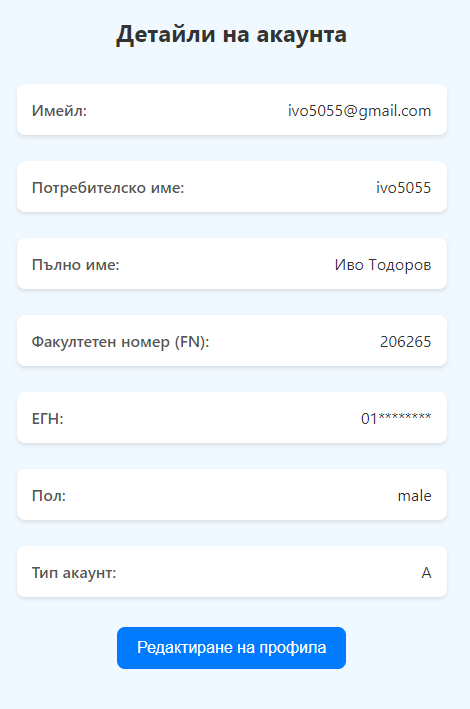 Детайли на акаунта
Имейл: ivo5055@gmail.com
Потребителско име: ivo5055
Пълно име: Иво Тодоров
Факултетен номер (FN): 206265
ЕГН: 01********
Пол: male
Тип акаунт: A
Редактиране на профила